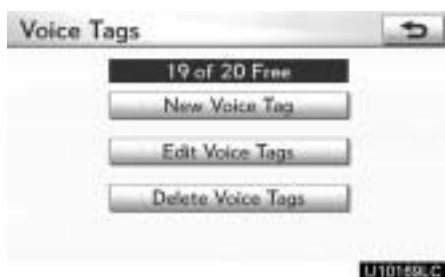 Voice Tags
19 of 20 Free
New Voice Tag
Edit Voice Tags
Delete Voice Tags
U10169LC